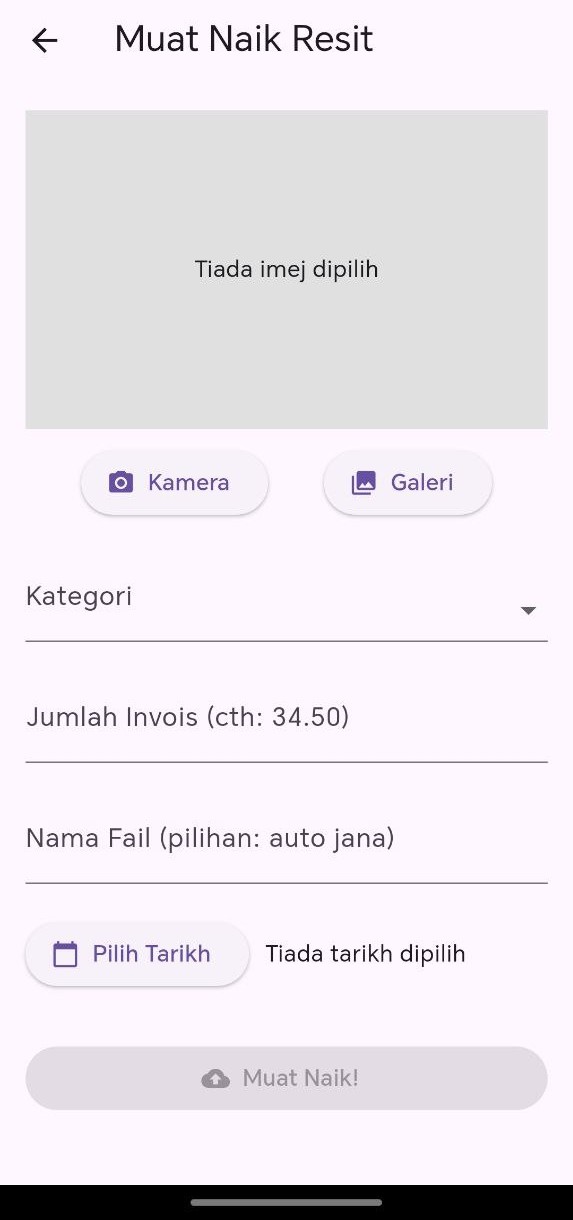 Muat Naik Resit
Tiada imej dipilih
Kamera
Galeri
Kategori
Jumlah Invois (cth: 34.50)
Nama Fail (pilihan: auto jana)
Pilih Tarikh
Tiada tarikh dipilih
Muat Naik!